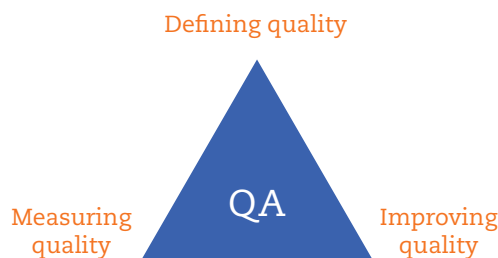 Defining quality
QA
Measuring
quality
Improving
quality